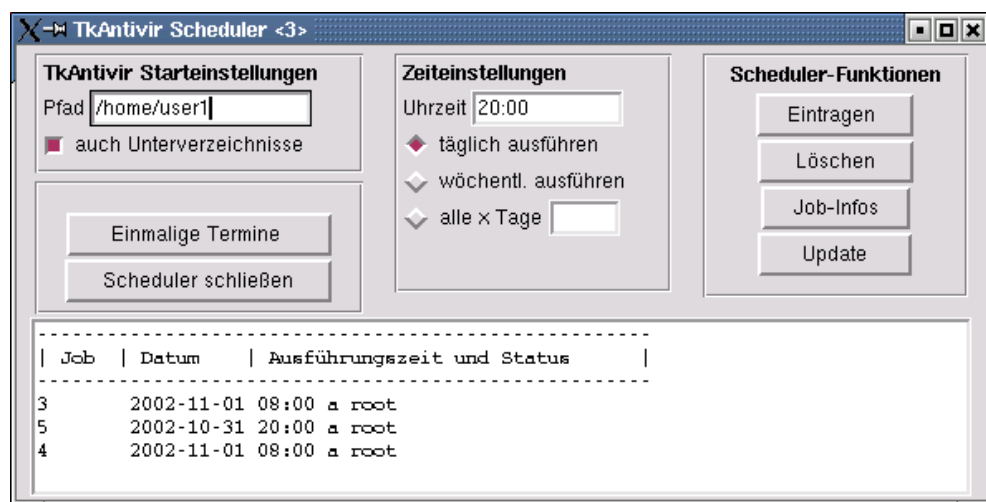 TkAntivir Scheduler <3>
TkAntivir Starteinstellungen
Pfad /home/user1
auch Unterverzeichnisse
Einmalige Termine
Scheduler schließen
Zeiteinstellungen
Uhrzeit 20:00
täglich ausführen
wöchentl. ausführen
alle x Tage
Scheduler-Funktionen
Eintragen
Löschen
Job-Infos
Update
-----------------------------------------------------
| Job | Datum | Ausführungszeit und Status |
-----------------------------------------------------
3 2002-11-01 08:00 a root
5 2002-10-31 20:00 a root
4 2002-11-01 08:00 a root